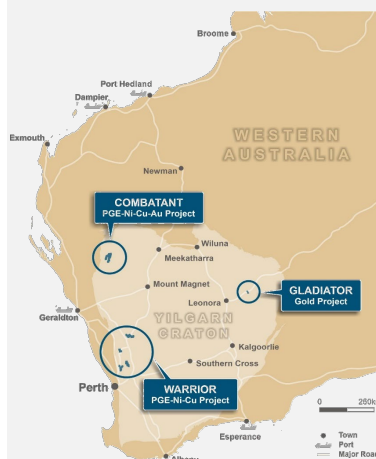 Broome
Port Hedland
Dampier
Exmouth
WESTERN
AUSTRALIA
Newman
COMBATANT
PGE-Ni-Cu-Au Project
Wiluna
Meekatharra
GLADIATOR
Gold Project
Mount Magnet
Leonora
Geraldton
YILGARN
CRATON
Kalgoorlie
Southern Cross
Perth
WARRIOR
PGE-Ni-Cu Project
0 250k
Esperance
Town
Port
Major Road
Albany